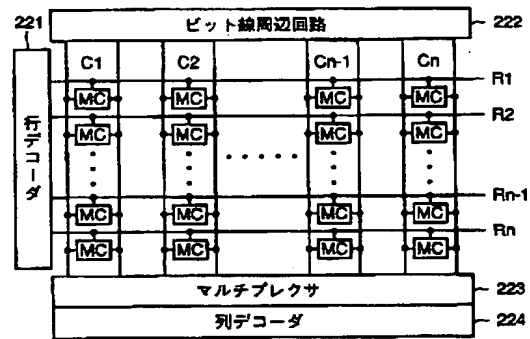 221
ビット線周辺回路
222
C1 C2 Cn-1 Cn
行デコーダ
R1
MC MC MC MC
R2
MC MC MC MC
Rn-1
MC MC MC MC
Rn
MC MC MC MC
マルチプレクサ
223
列デコーダ
224